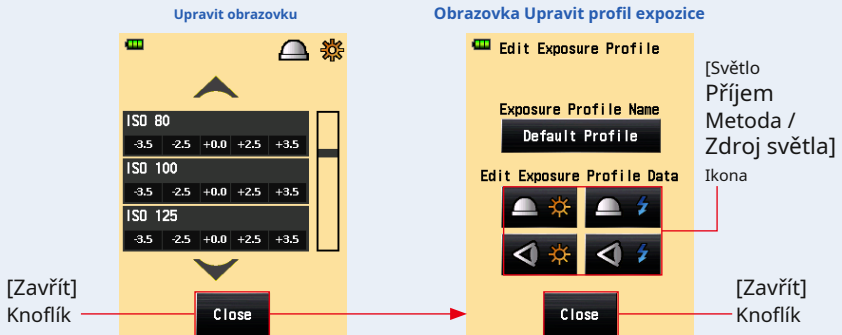 Upravit obrazovku
ISO 80
-3.5 -2.5 +0.0 +2.5 +3.5
ISO 100
-3.5 -2.5 +0.0 +2.5 +3.5
ISO 125
-3.5 -2.5 +0.0 +2.5 +3.5
Close
[Zavřít]
Knoflík
Obrazovka Upravit profil expozice
Edit Exposure Profile
Exposure Profile Name
Default Profile
Edit Exposure Profile Data
Close
[Světlo
Příjem
Metoda /
Zdroj světla]
Ikona
[Zavřít]
Knoflík